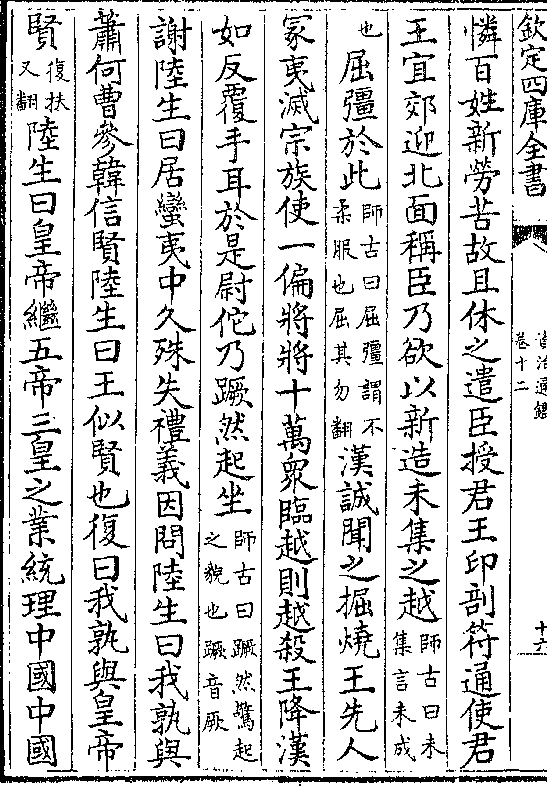 欽定四庫全書
資治通鑑
卷十二
十六
憐百姓新勞苦故且休之遣臣授君王印剖符通使君
王宜郊迎北面稱臣乃欲以新造未集之越師古曰未集言未成
也屈彊於此師古曰屈彊謂不柔服也屈其勿翻漢誠聞之掘燒王先人
冢夷滅宗族使一偏將將十萬衆臨越則越殺王降漢
如反覆手耳於是尉佗乃蹶然起坐師古曰蹶然驚起之貌也蹶音厥
謝陸生曰居蠻夷中久殊失禮義因問陸生曰我孰與
蕭何曹參韓信賢陸生曰王似賢也復曰我孰與皇帝
賢復扶又翻陸生曰皇帝繼五帝三皇之業統理中國中國